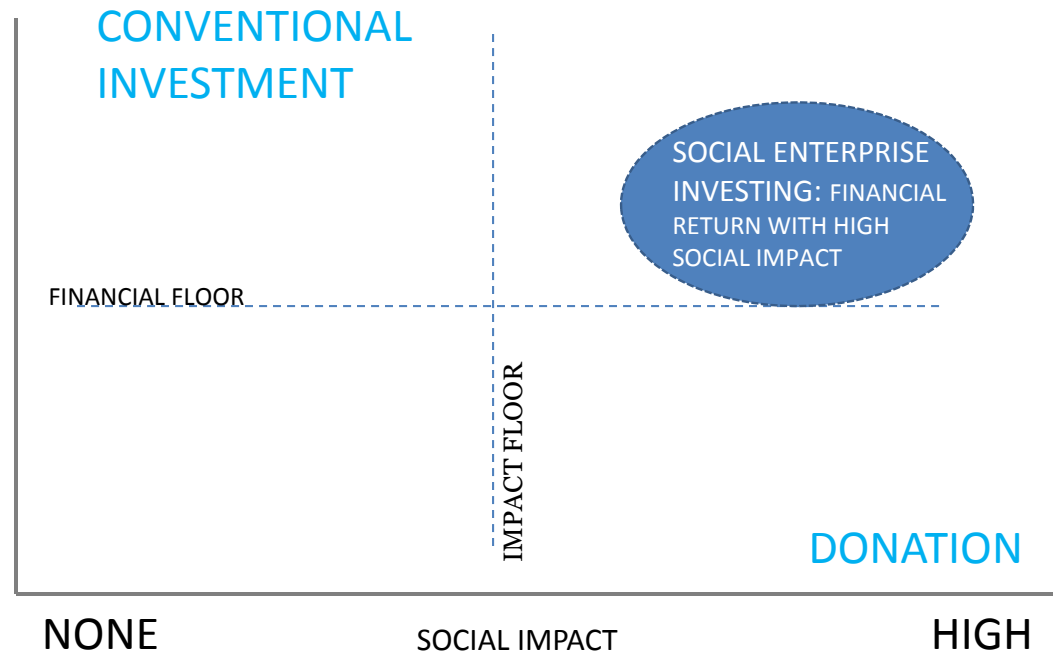 CONVENTIONAL
INVESTMENT
SOCIAL ENTERPRISE
INVESTING: FINANCIAL
RETURN WITH HIGH
SOCIAL IMPACT
FINANCIAL FLOOR
IMPACT FLOOR
DONATION
NONE
SOCIAL IMPACT
HIGH